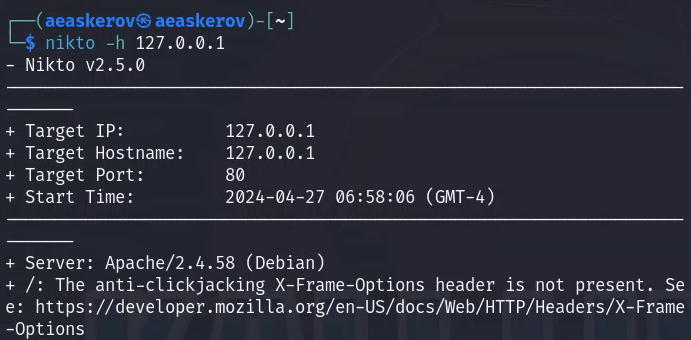 ┌──(aeaskerov㉿aeaskerov)-[~]
└─$ nikto -h 127.0.0.1
- Nikto v2.5.0
---------------------------------------------------------------------------
+ Target IP:          127.0.0.1
+ Target Hostname:    127.0.0.1
+ Target Port:        80
+ Start Time:         2024-04-27 06:58:06 (GMT-4)
---------------------------------------------------------------------------
+ Server: Apache/2.4.58 (Debian)
+ /: The anti-clickjacking X-Frame-Options header is not present. Se
e: https://developer.mozilla.org/en-US/docs/Web/HTTP/Headers/X-Frame
-Options